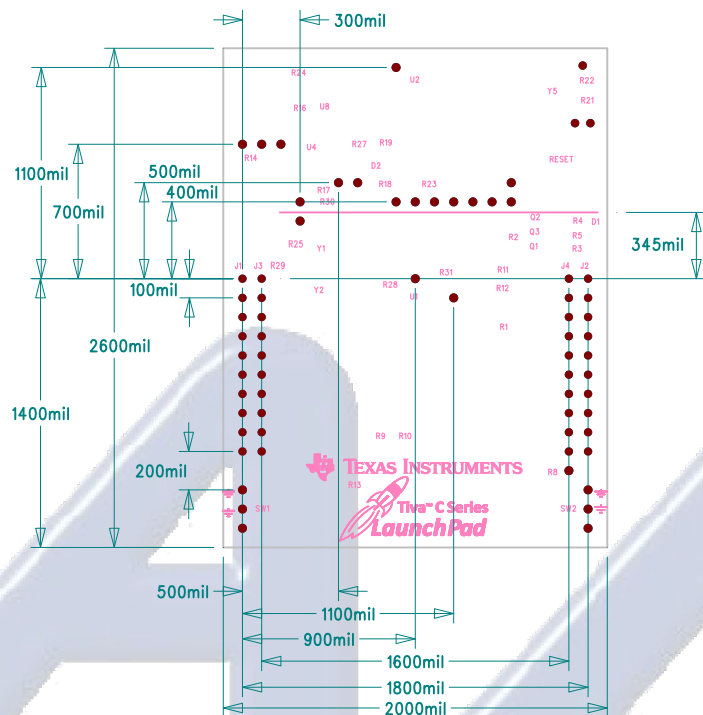 300mil
R24
U2
R22
Y5
R21
R16
U8
1100mil
U4
R27
R19
R14
RESET
700mil
500mil
D2
R17
R18
R23
400mil
R30
Q2
R4
D1
Q3
R2
R5
345mil
R25
Y1
Q1
R3
J1
J3
R29
R11
J4
J2
R31
100mil
Y2
R28
R12
U1
R1
2600mil
1400mil
R9
R10
TEXAS INSTRUMENTS
200mil
R8
R13
SW1
Tiva™ C Series
SW2
LaunchPad
500mil
1100mil
900mil
1600mil
1800mil
2000mil